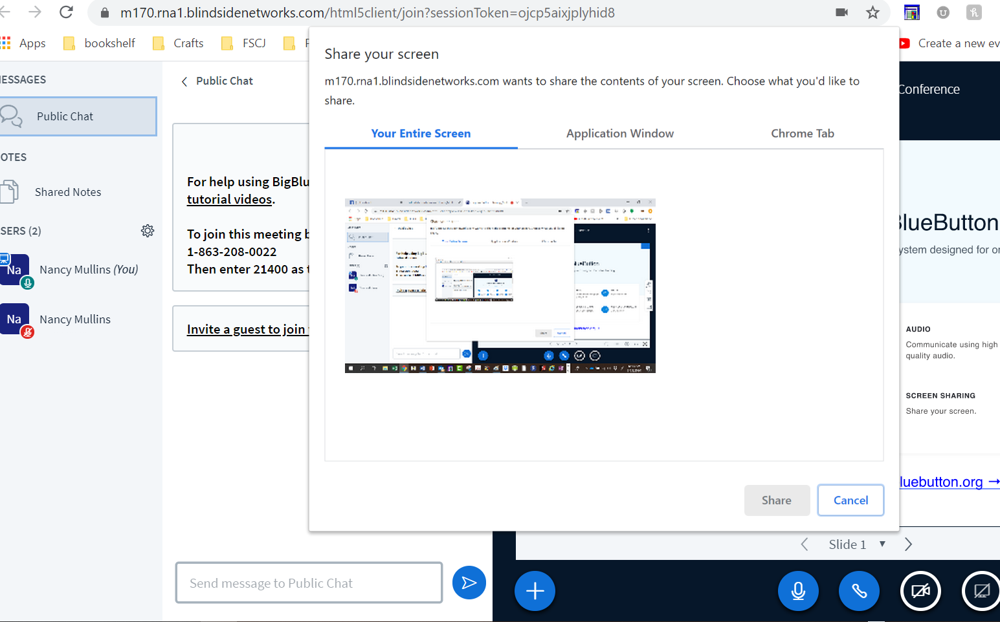 m170.rna1.blindsidenetworks.com/html5client/join?sessionToken=ojcp5aixjplyhid8
Apps
bookshelf
Crafts
FSCJ
Create a new ev
Share your screen
m170.rna1.blindsidenetworks.com wants to share the contents of your screen. Choose what you'd like to
share.
Your Entire Screen
Application Window
Chrome Tab
Share
Cancel
ESSAGES
Public Chat
OTES
Shared Notes
SERS (2)
Na
Nancy Mullins (You)
Na
Nancy Mullins
Public Chat
For help using BigBlu
tutorial videos.
To join this meeting b
1-863-208-0022
Then enter 21400 as t
Invite a guest to join
Send message to Public Chat
Conference
BlueButton
ystem designed for or
AUDIO
Communicate using high
quality audio.
SCREEN SHARING
Share your screen.
luebutton.org →
Slide 1